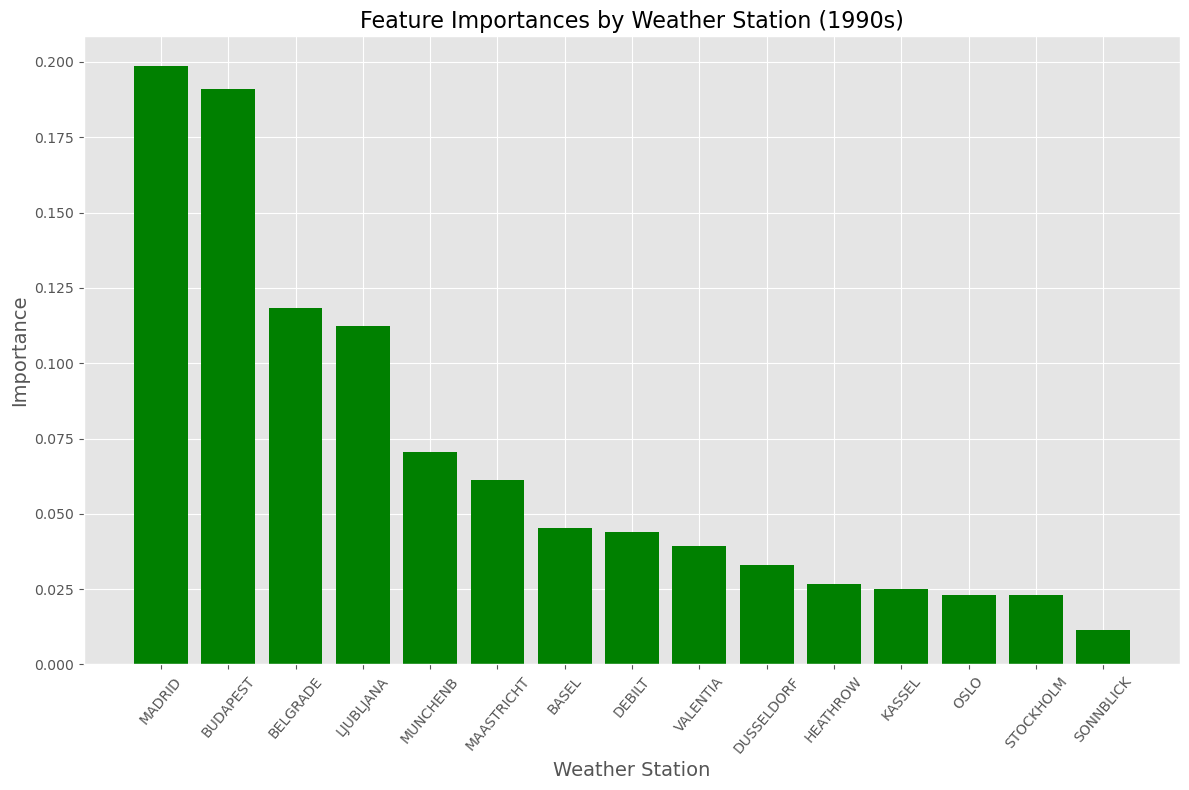 Feature Importances by Weather Station (1990s)
Importance
0.200
0.175
0.150
0.125
0.100
0.075
0.050
0.025
0.000
MADRID
BUDAPEST
BELGRADE
LJUBLJANA
MUNCHENB
MAASTRICHT
BASEL
DEBILT
VALENTIA
DUSSELDORF
HEATHROW
KASSEL
OSLO
STOCKHOLM
SONNBLICK
Weather Station